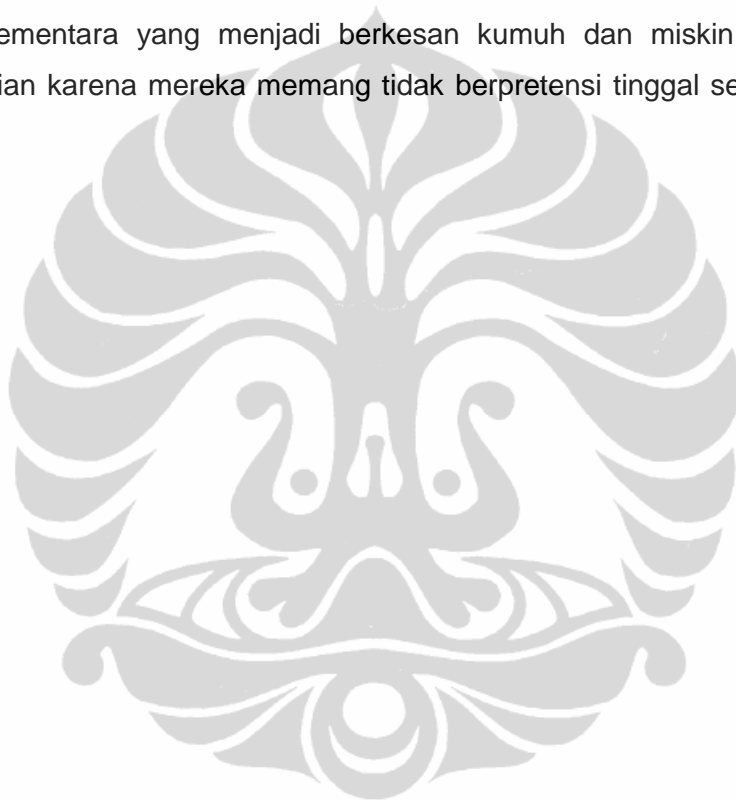 ementara yang menjadi berkesan kumuh dan miskin
ian karena mereka memang tidak berpretensi tinggal se